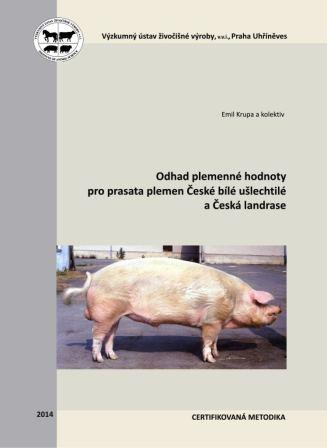 Výzkumný ústav živočišné výroby, v.v.i., Praha Uhříněves
Emil Krupa a kolektiv
Odhad plemenné hodnoty
pro prasata plemen České bílé ušlechtilé
a Česká landrase
2014
CERTIFIKOVANÁ METODIKA